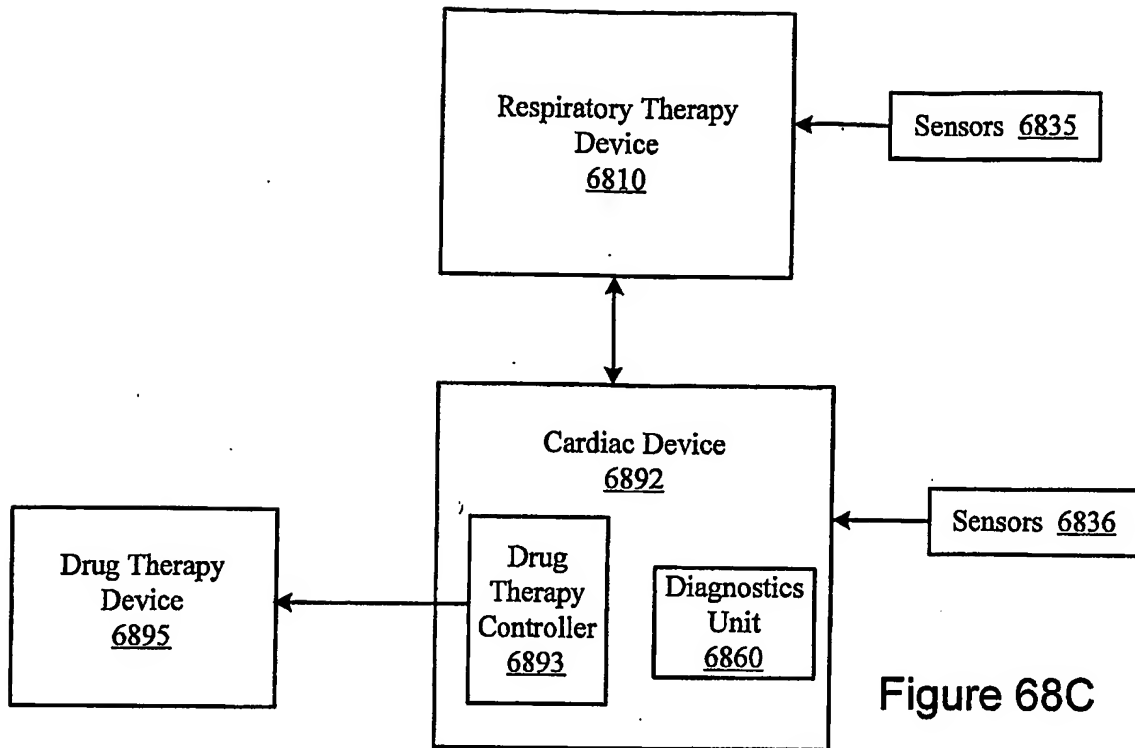 Respiratory Therapy
Device
6810
Sensors 6835
Cardiac Device
6892
Sensors 6836
Drug Therapy
Device
6895
Drug
Therapy
Controller
6893
Diagnostics
Unit
6860
Figure 68C